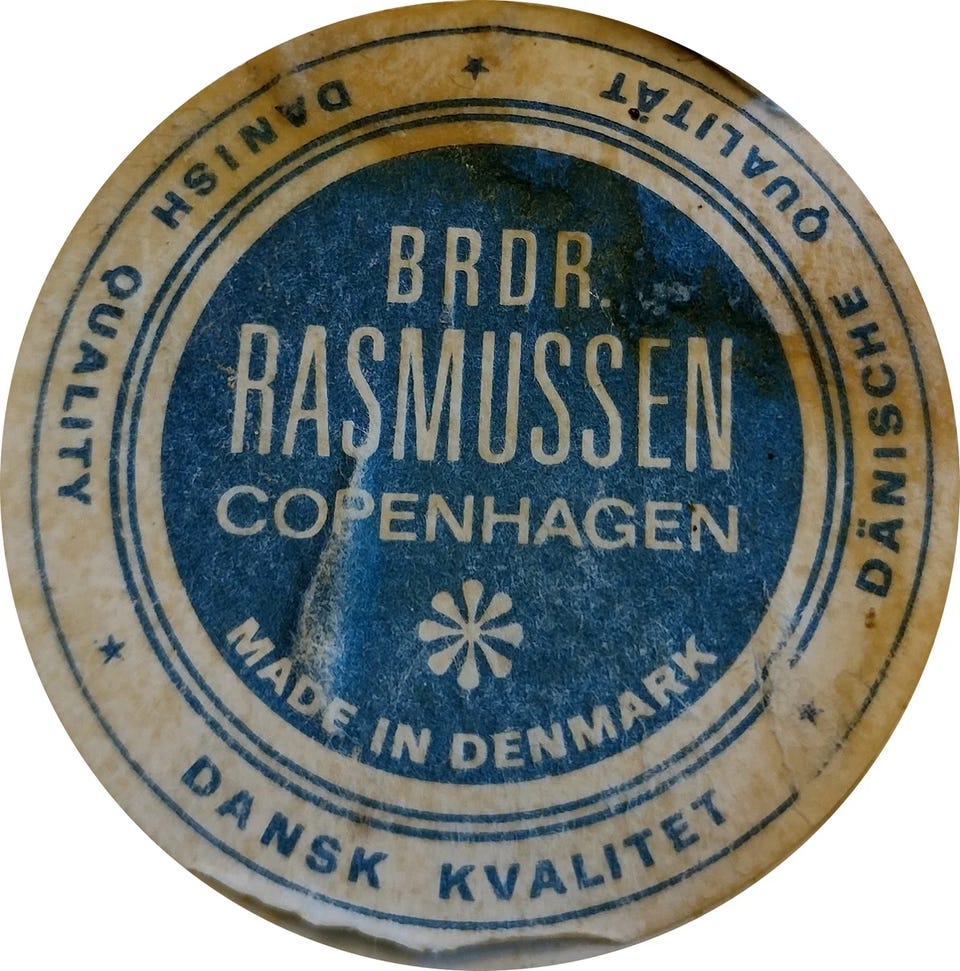 BRDR.
RASMUSSEN
COPENHAGEN
MADE IN DENMARK
DANSK KVALITET
DÄNISCHE QUALITÄT
DANISH QUALITY